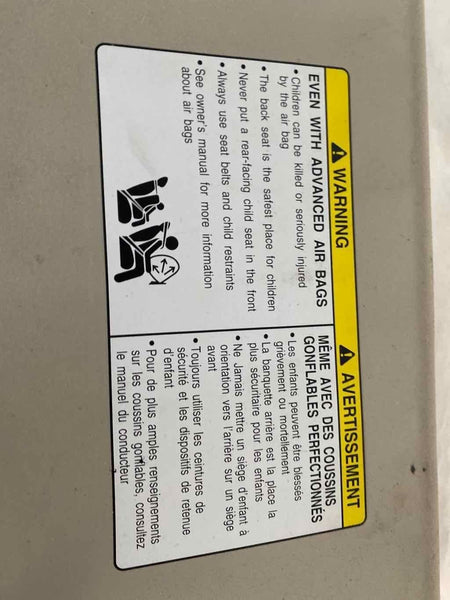 WARNING
EVEN WITH ADVANCED AIR BAGS
• Children can be killed or seriously injured
by the air bag
• The back seat is the safest place for children
• Never put a rear-facing child seat in the front
• Always use seat belts and child restraints
• See owner's manual for more information
about air bags
AVERTISSEMENT
MÊME AVEC DES COUSSINS
GONFLABLES PERFECTIONNÉS
• Les enfants peuvent être blessés
grièvement ou mortellement
• La banquette arrière est la place la
plus sécuritaire pour les enfants
• Ne Jamais mettre un siège d'enfant à
orientation vers l'arrière sur un siège
avant
• Toujours utiliser les ceintures de
sécurité et les dispositifs de retenue
d'enfant
• Pour de plus amples renseignements
sur les coussins gonflables, consultez
le manuel du conducteur